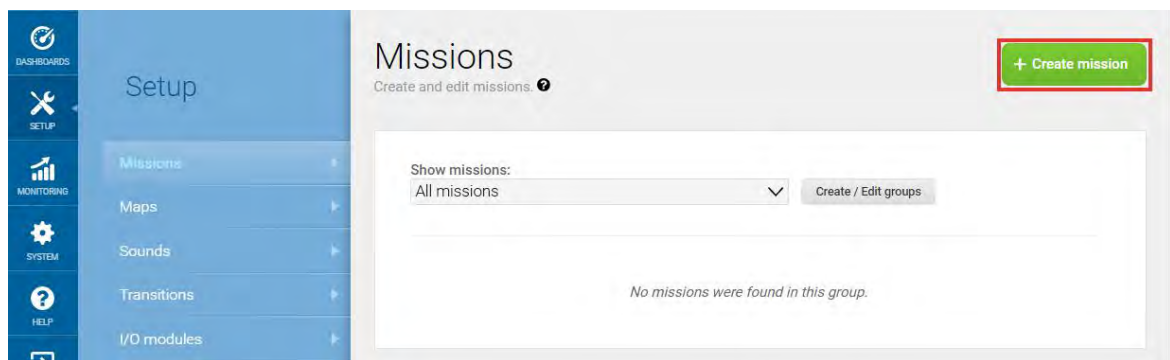 DASHBOARDS
SETUP
MONITORING
SYSTEM
HELP
Setup
Missions
Maps
Sounds
Transitions
I/O modules
Missions
Create and edit missions. ?
+ Create mission
Show missions:
All missions
Create / Edit groups
No missions were found in this group.